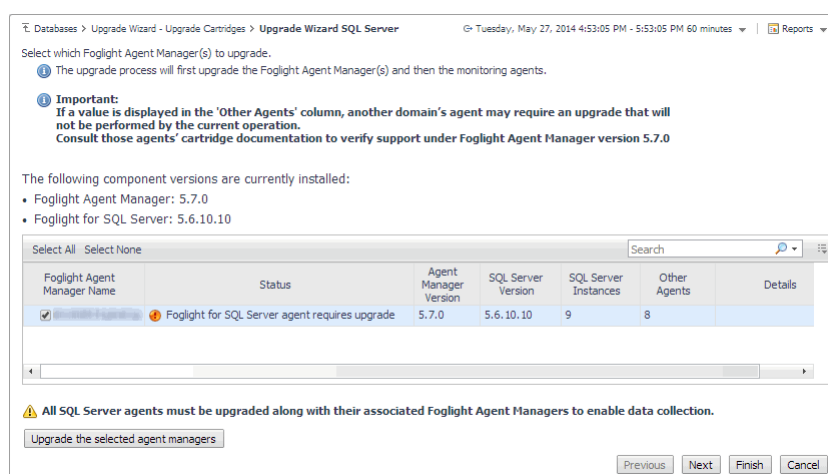 Databases > Upgrade Wizard - Upgrade Cartridges > Upgrade Wizard SQL Server
Tuesday, May 27, 2014 4:53:05 PM - 5:53:05 PM 60 minutes
Reports
Select which Foglight Agent Manager(s) to upgrade.
The upgrade process will first upgrade the Foglight Agent Manager(s) and then the monitoring agents.
Important:
If a value is displayed in the 'Other Agents' column, another domain's agent may require an upgrade that will
not be performed by the current operation.
Consult those agents' cartridge documentation to verify support under Foglight Agent Manager version 5.7.0
The following component versions are currently installed:
• Foglight Agent Manager: 5.7.0
• Foglight for SQL Server: 5.6.10.10
Select All Select None
Search
Foglight Agent
Manager Name
Status
Agent
Manager
Version
SQL Server
Version
SQL Server
Instances
Other
Agents
Details
Foglight for SQL Server agent requires upgrade 5.7.0 5.6.10.10 9 8
All SQL Server agents must be upgraded along with their associated Foglight Agent Managers to enable data collection.
Upgrade the selected agent managers
Previous Next Finish Cancel